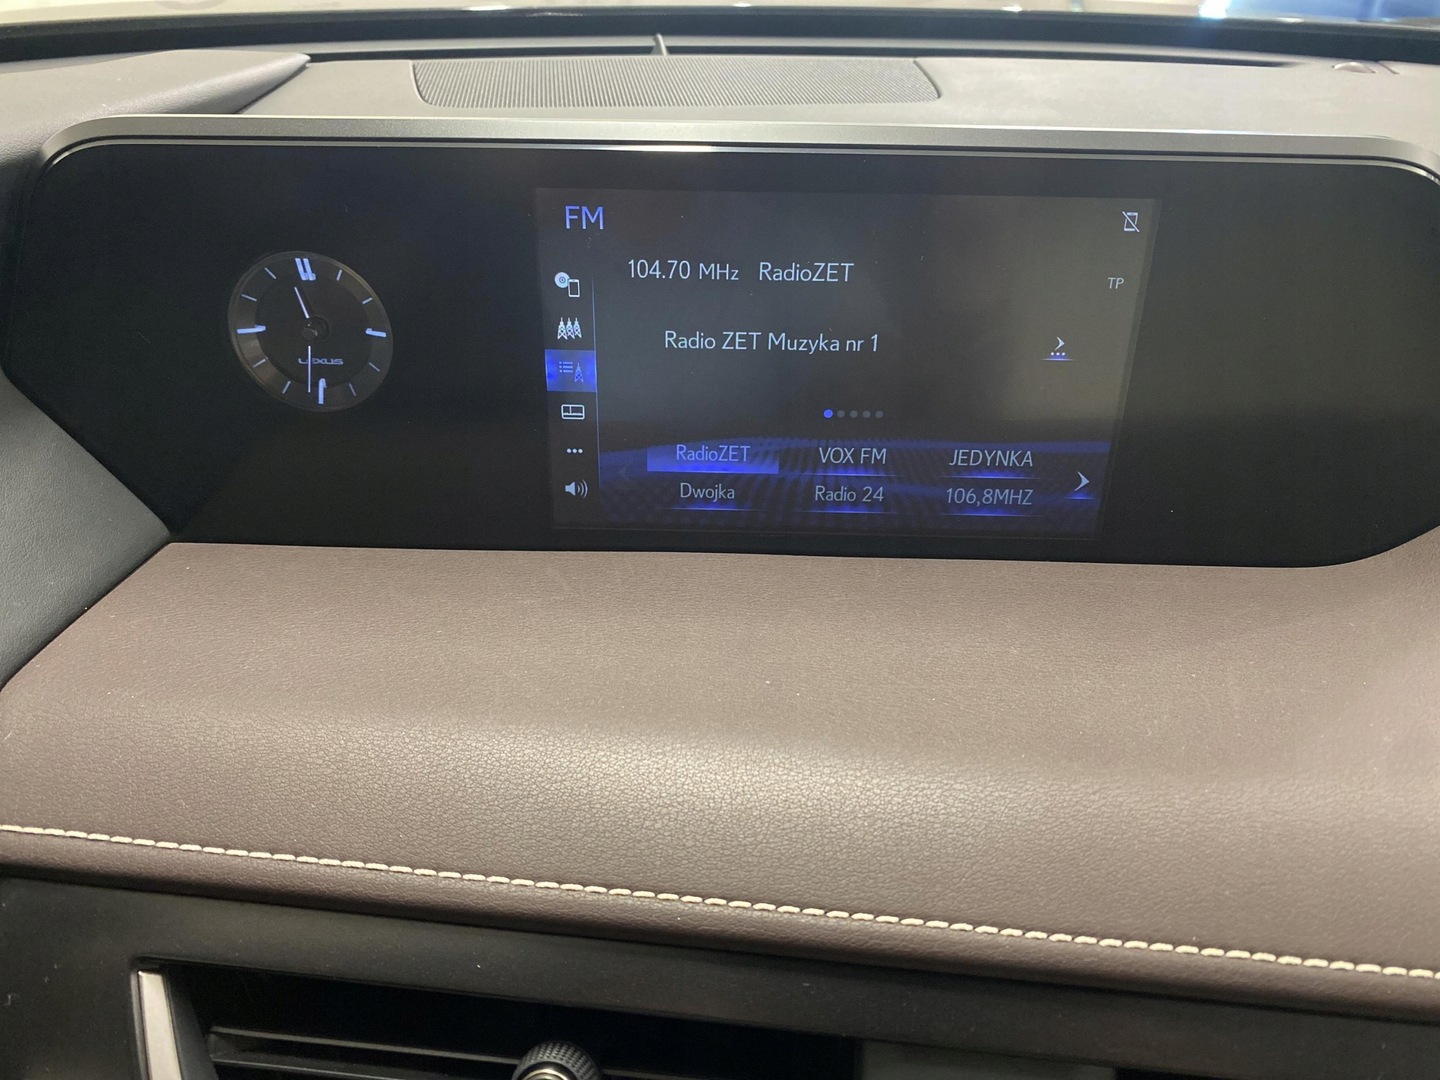 FM
104.70 MHz RadioZET
TP
Radio ZET Muzyka nr 1
LEXUS
RadioZET VOX FM JEDYNKA
Dwojka Radio 24 106,8MHZ